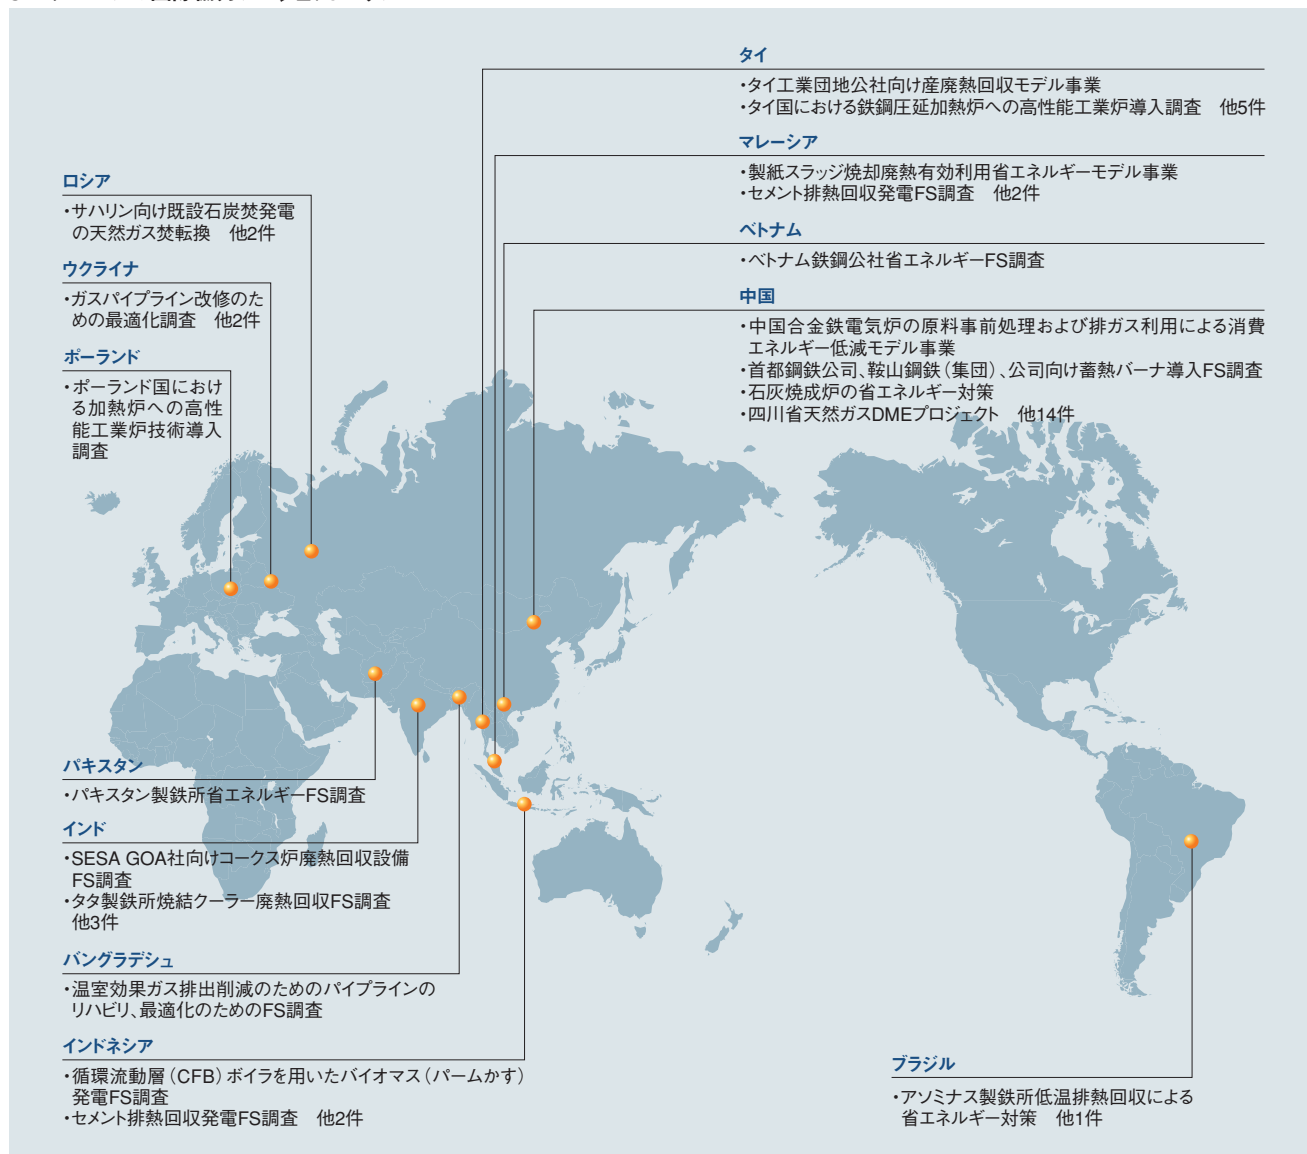 タイ
・タイ工業団地公社向け産廃熱回収モデル事業
・タイ国における鉄鋼圧延加熱炉への高性能工業炉導入調査　他5件
マレーシア
・製紙スラッジ焼却廃熱有効利用省エネルギーモデル事業
・セメント排熱回収発電FS調査　他2件
ベトナム
・ベトナム鉄鋼公社省エネルギーFS調査
中国
・中国合金鉄電気炉の原料事前処理および排ガス利用による消費
エネルギー低減モデル事業
・首都鋼鉄公司、鞍山鋼鉄（集団）、公司向け蓄熱バーナ導入FS調査
・石灰焼成炉の省エネルギー対策
・四川省天然ガスDMEプロジェクト　他14件
ロシア
・サハリン向け既設石炭焚発電
の天然ガス焚転換　他2件
ウクライナ
・ガスパイプライン改修のた
めの最適化調査　他2件
ポーランド
・ポーランド国におけ
る加熱炉への高性
能工業炉技術導入
調査
パキスタン
・パキスタン製鉄所省エネルギーFS調査
インド
・SESA GOA社向けコークス炉廃熱回収設備
FS調査
・タタ製鉄所焼結クーラー廃熱回収FS調査
他3件
バングラデシュ
・温室効果ガス排出削減のためのパイプラインの
リハビリ、最適化のためのFS調査
インドネシア
・循環流動層（CFB）ボイラを用いたバイオマス（パームかす）
発電FS調査
・セメント排熱回収発電FS調査　他2件
ブラジル
・アソミナス製鉄所低温排熱回収による
省エネルギー対策　他1件